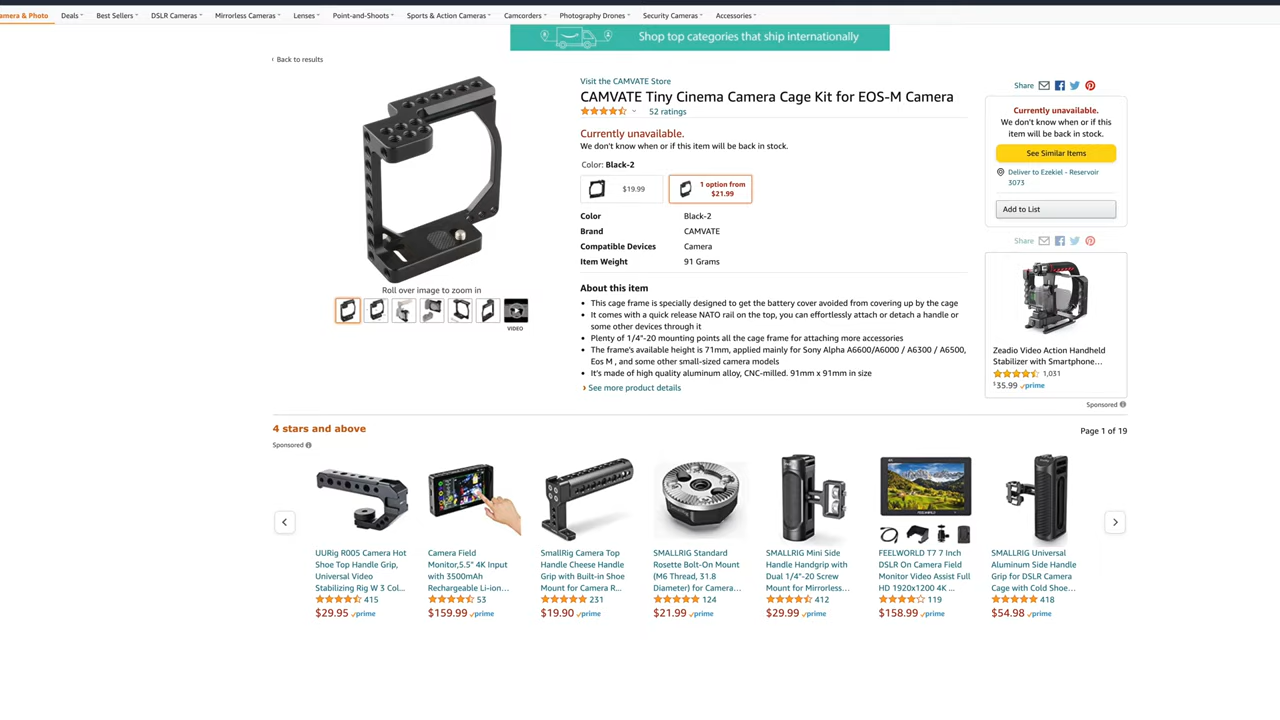 amera & Photo
Deals
Best Sellers
DSLR Cameras
Mirrorless Cameras
Lenses
Point-and-Shoots
Sports & Action Cameras
Camcorders
Photography Drones
Security Cameras
Accessories
Shop top categories that ship internationally
‹ Back to results
Visit the CAMVATE Store
CAMVATE Tiny Cinema Camera Cage Kit for EOS-M Camera
52 ratings
Currently unavailable.
We don't know when or if this item will be back in stock.
Color: Black-2
$19.99
1 option from
$21.99
Color Black-2
Brand CAMVATE
Compatible Devices Camera
Item Weight 91 Grams
About this item
• This cage frame is specially designed to get the battery cover avoided from covering up by the cage
• It comes with a quick release NATO rail on the top, you can effortlessly attach or detach a handle or
some other devices through it
• Plenty of 1/4"-20 mounting points all the cage frame for attaching more accessories
• The frame's available height is 71mm, applied mainly for Sony Alpha A6600/A6000 / A6300 / A6500,
Eos M , and some other small-sized camera models
• It's made of high quality aluminum alloy, CNC-milled. 91mm x 91mm in size
› See more product details
Roll over image to zoom in
VIDEO
Share
Currently unavailable.
We don't know when or if this
item will be back in stock.
See Similar Items
Deliver to Ezekiel - Reservoir
3073
Add to List
Share
Zeadio Video Action Handheld
Stabilizer with Smartphone...
1,031
$35.99 prime
Sponsored
4 stars and above
Sponsored
Page 1 of 19
UURig R005 Camera Hot
Shoe Top Handle Grip,
Universal Video
Stabilizing Rig W 3 Col...
415
$29.95 prime
Camera Field
Monitor,5.5" 4K Input
with 3500mAh
Rechargeable Li-ion...
53
$159.99 prime
SmallRig Camera Top
Handle Cheese Handle
Grip with Built-in Shoe
Mount for Camera R...
231
$19.90 prime
SMALLRIG Standard
Rosette Bolt-On Mount
(M6 Thread, 31.8
Diameter) for Camera...
124
$21.99 prime
SMALLRIG Mini Side
Handle Handgrip with
Dual 1/4"-20 Screw
Mount for Mirrorless...
412
$29.99 prime
FEELWORLD T7 7 Inch
DSLR On Camera Field
Monitor Video Assist Full
HD 1920x1200 4K ...
119
$158.99 prime
SMALLRIG Universal
Aluminum Side Handle
Grip for DSLR Camera
Cage with Cold Shoe...
418
$54.98 prime